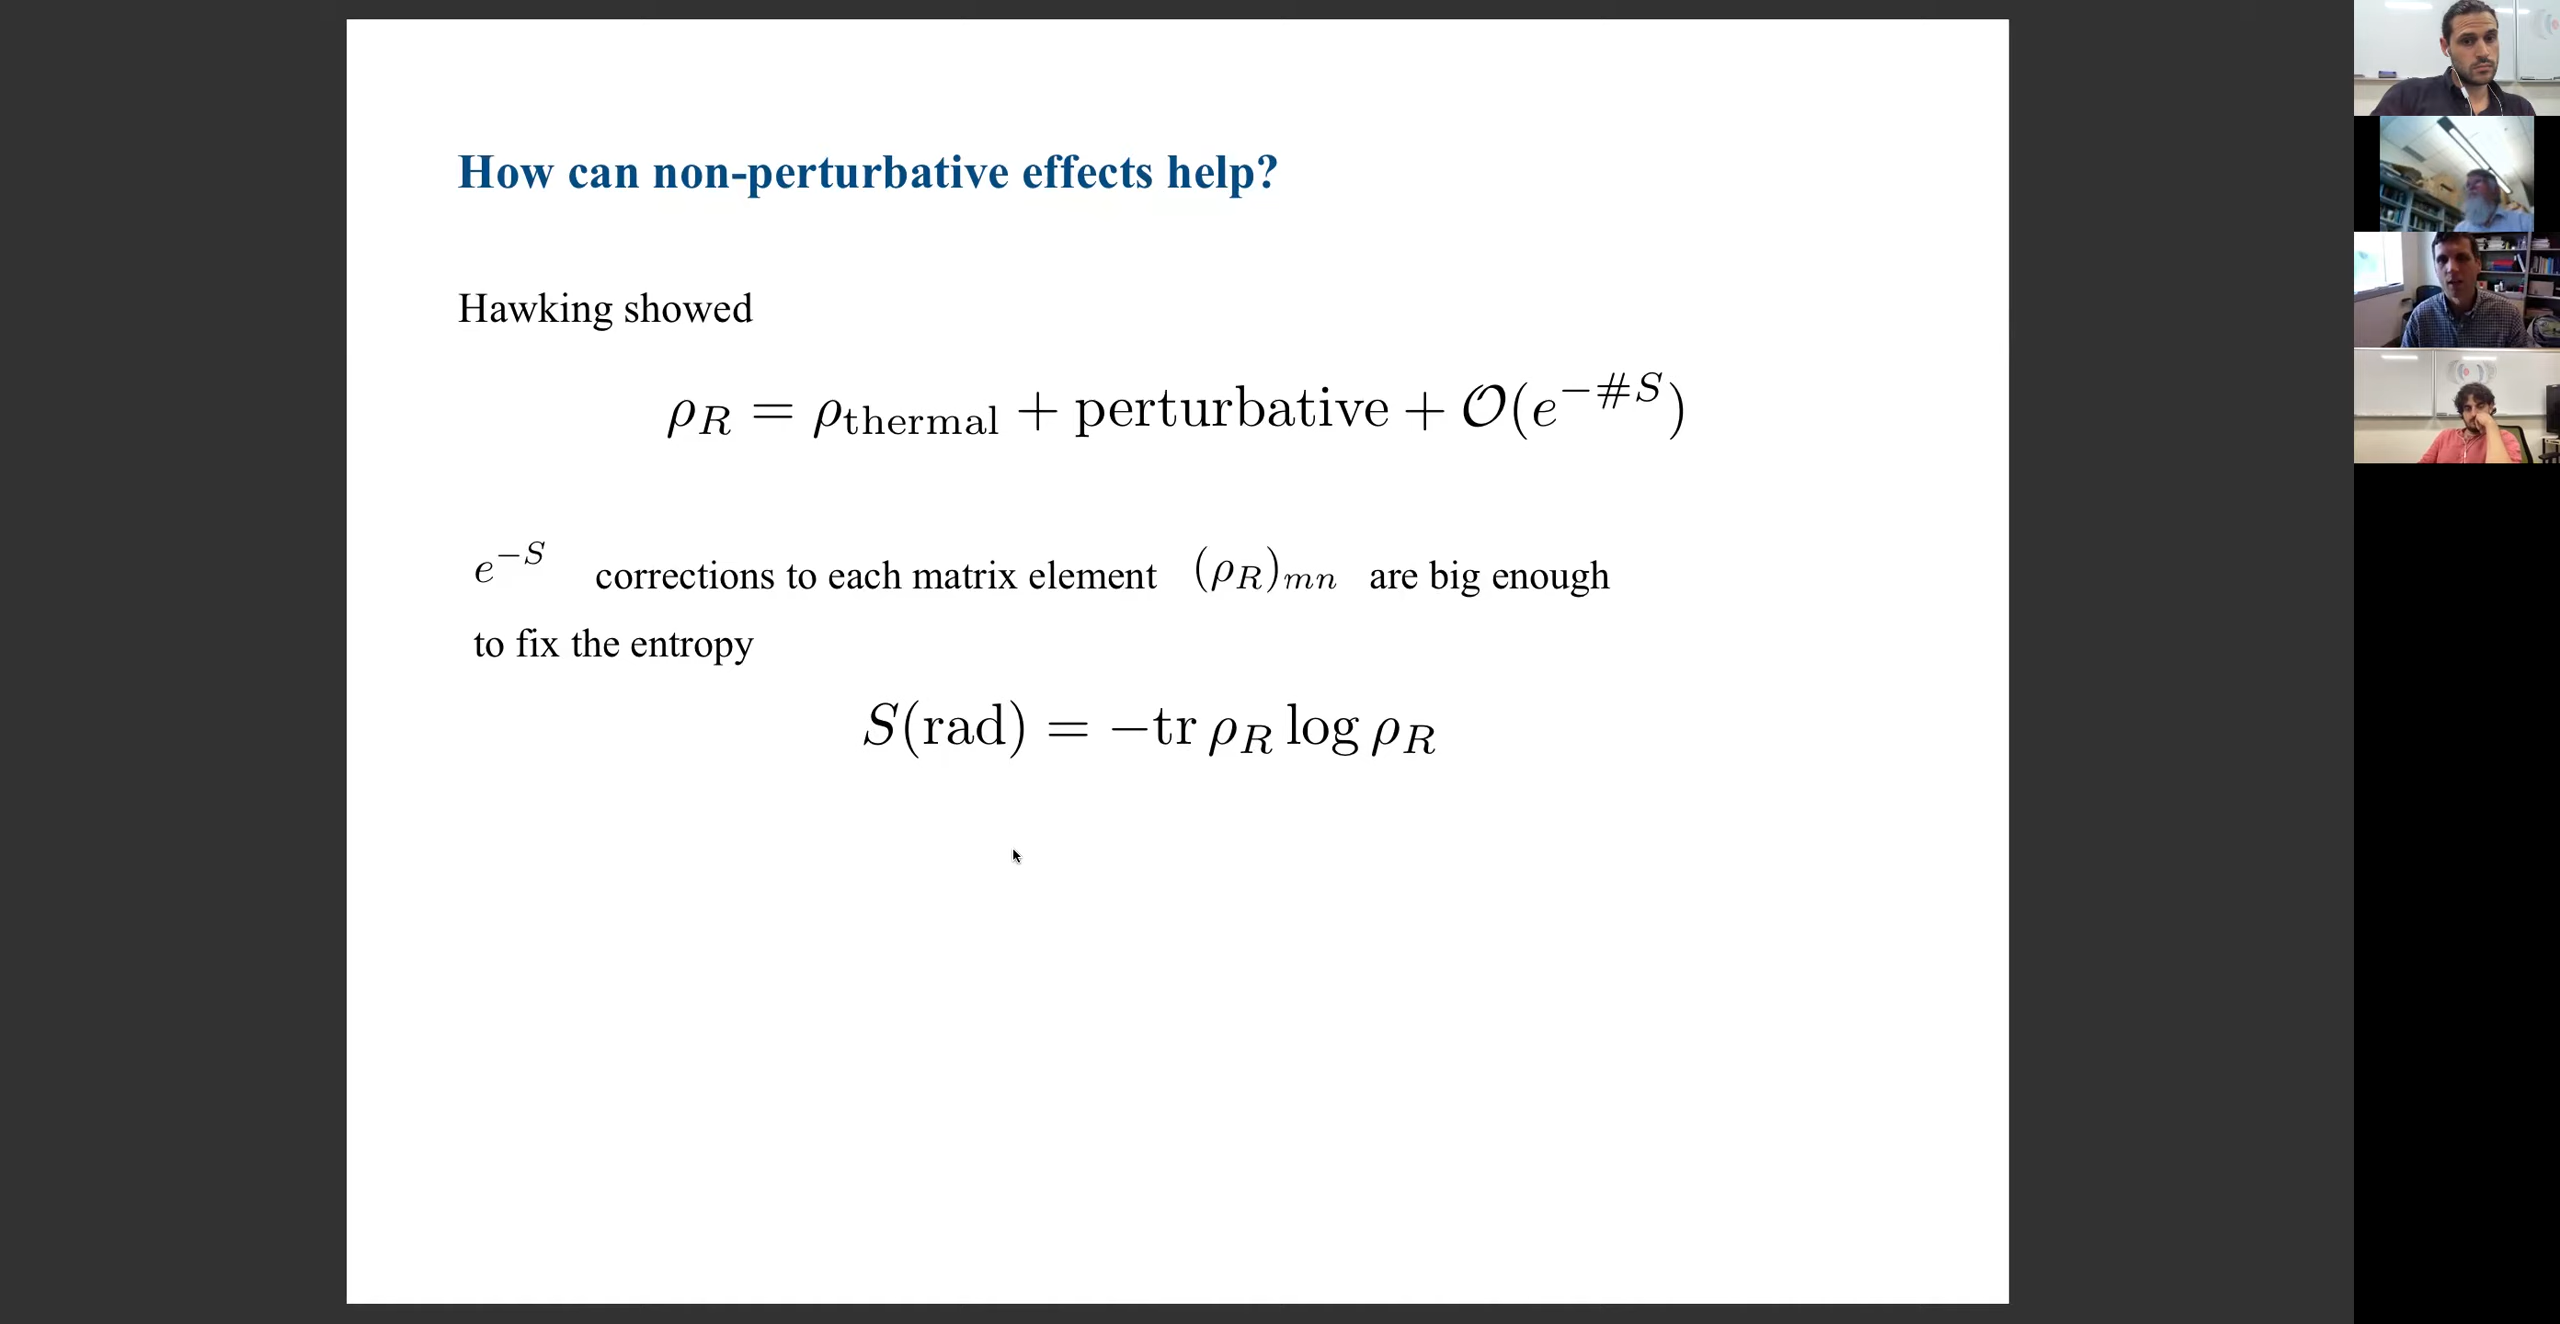 How can non-perturbative effects help?
Hawking showed
ρ_R = ρ_thermal + perturbative + 𝒪(e^{−#S})
e^{−S} corrections to each matrix element (ρ_R)_{mn} are big enough
to fix the entropy
S(rad) = −tr ρ_R log ρ_R